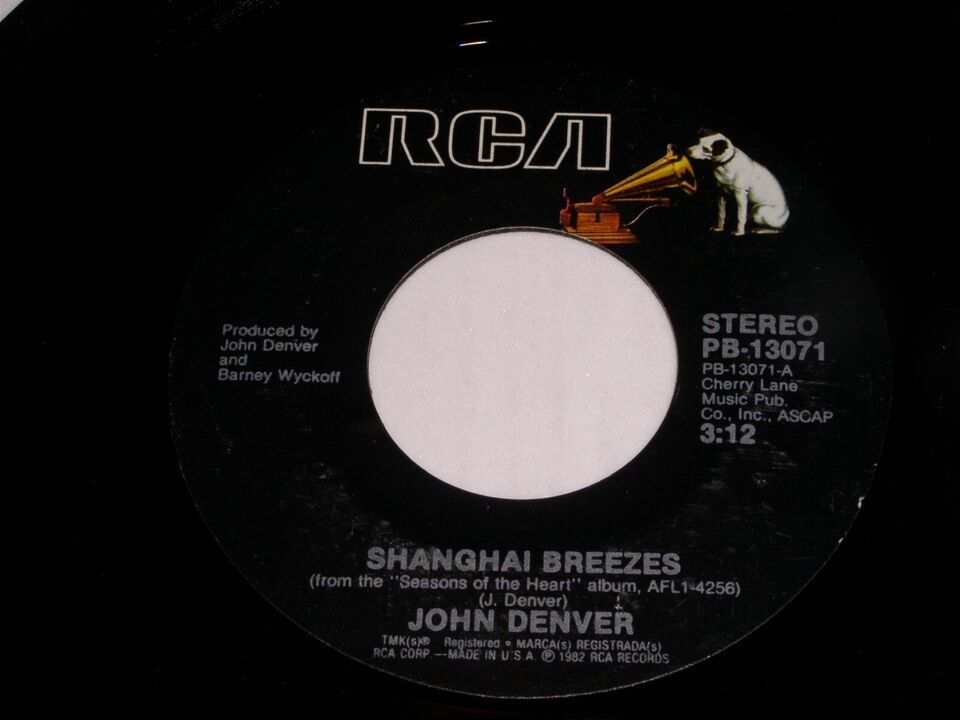 RCA
Produced by
John Denver
and
Barney Wyckoff
STEREO
PB-13071
PB-13071-A
Cherry Lane
Music Pub.
Co., Inc., ASCAP
3:12
SHANGHAI BREEZES
(from the "Seasons of the Heart" album, AFL1-4256)
(J. Denver)
JOHN DENVER
TMK(s)® Registered • MARCA(s) REGISTRADA(s)
RCA CORP.—MADE IN U.S.A. ℗ 1982 RCA RECORDS